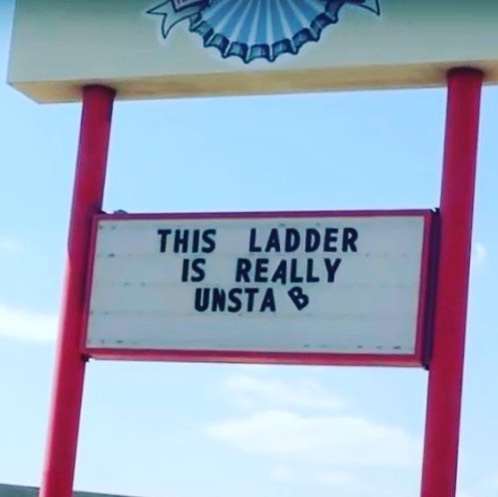 THIS LADDER
IS REALLY
UNSTA B